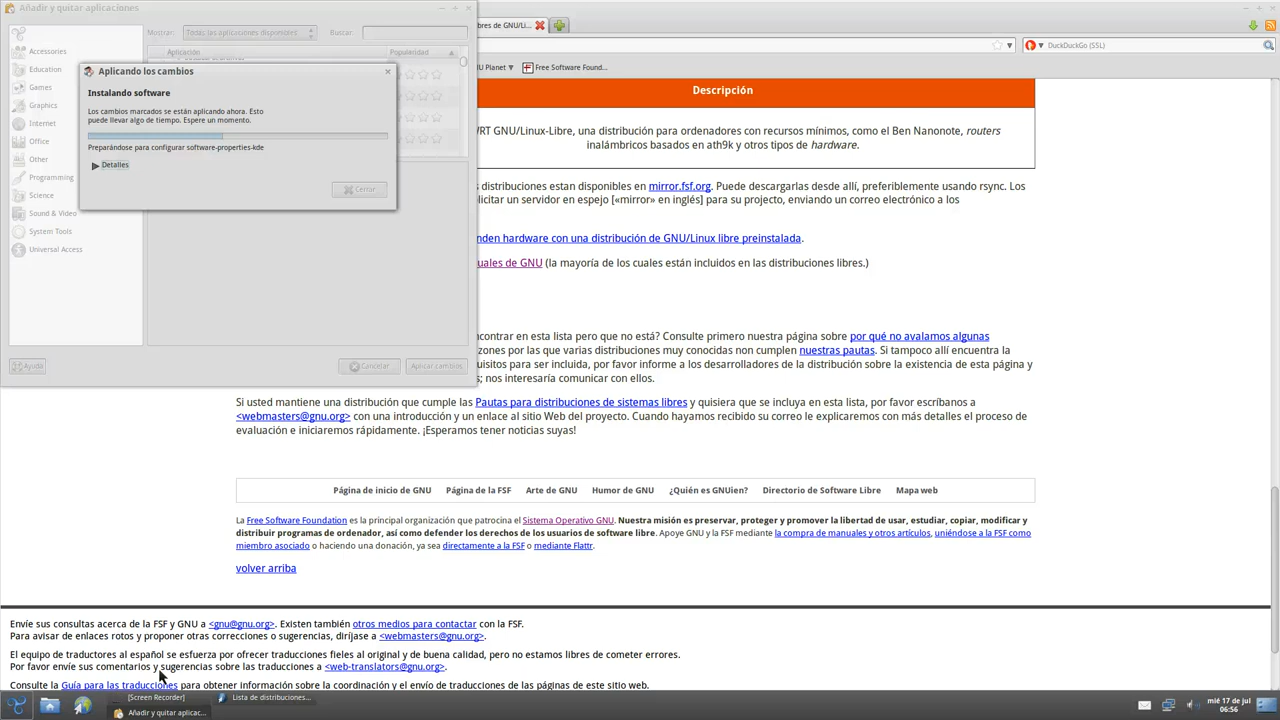 Añadir y quitar aplicaciones
Mostrar: Todas las aplicaciones disponibles
Buscar:
Accessories
Education
Games
Graphics
Internet
Office
Other
Programming
Science
Sound & Video
System Tools
Universal Access
Aplicación
Popularidad
Aplicando los cambios
Instalando software
Los cambios marcados se están aplicando ahora. Esto
puede llevar algo de tiempo. Espere un momento.
Preparándose para configurar software-properties-kde
Detalles
Cerrar
Ayuda
Cancelar
Aplicar cambios
ibres de GNU/Li...
DuckDuckGo (SSL)
NU Planet
Free Software Found...
Descripción
WRT GNU/Linux-Libre, una distribución para ordenadores con recursos mínimos, como el Ben Nanonote, routers
inalámbricos basados en ath9k y otros tipos de hardware.
s distribuciones estan disponibles en mirror.fsf.org. Puede descargarlas desde allí, preferiblemente usando rsync. Los
olicitar un servidor en espejo [«mirror» en inglés] para su projecto, enviando un correo electrónico a los
nden hardware con una distribución de GNU/Linux libre preinstalada.
uales de GNU (la mayoría de los cuales están incluidos en las distribuciones libres.)
ncontrar en esta lista pero que no está? Consulte primero nuestra página sobre por qué no avalamos algunas
zones por las que varias distribuciones muy conocidas non cumplen nuestras pautas. Si tampoco allí encuentra la
quisitos para ser incluida, por favor informe a los desarrolladores de la distribución sobre la existencia de esta página y
s; nos interesaría comunicar con ellos.
Si usted mantiene una distribución que cumple las Pautas para distribuciones de sistemas libres y quisiera que se incluya en esta lista, por favor escríbanos a
<webmasters@gnu.org> con una introducción y un enlace al sitio Web del proyecto. Cuando hayamos recibido su correo le explicaremos con más detalles el proceso de
evaluación e iniciaremos rápidamente. ¡Esperamos tener noticias suyas!
Página de inicio de GNU Página de la FSF Arte de GNU Humor de GNU ¿Quién es GNUien? Directorio de Software Libre Mapa web
La Free Software Foundation es la principal organización que patrocina el Sistema Operativo GNU. Nuestra misión es preservar, proteger y promover la libertad de usar, estudiar, copiar, modificar y
distribuir programas de ordenador, así como defender los derechos de los usuarios de software libre. Apoye GNU y la FSF mediante la compra de manuales y otros artículos, uniéndose a la FSF como
miembro asociado o haciendo una donación, ya sea directamente a la FSF o mediante Flattr.
volver arriba
Envíe sus consultas acerca de la FSF y GNU a <gnu@gnu.org>. Existen también otros medios para contactar con la FSF.
Para avisar de enlaces rotos y proponer otras correcciones o sugerencias, diríjase a <webmasters@gnu.org>.
El equipo de traductores al español se esfuerza por ofrecer traducciones fieles al original y de buena calidad, pero no estamos libres de cometer errores.
Por favor envíe sus comentarios y sugerencias sobre las traducciones a <web-translators@gnu.org>.
Consulte la Guía para las traducciones para obtener información sobre la coordinación y el envío de traducciones de las páginas de este sitio web.
[Screen Recorder]
Lista de distribuciones...
Añadir y quitar aplicac...
mié 17 de jul
06:56